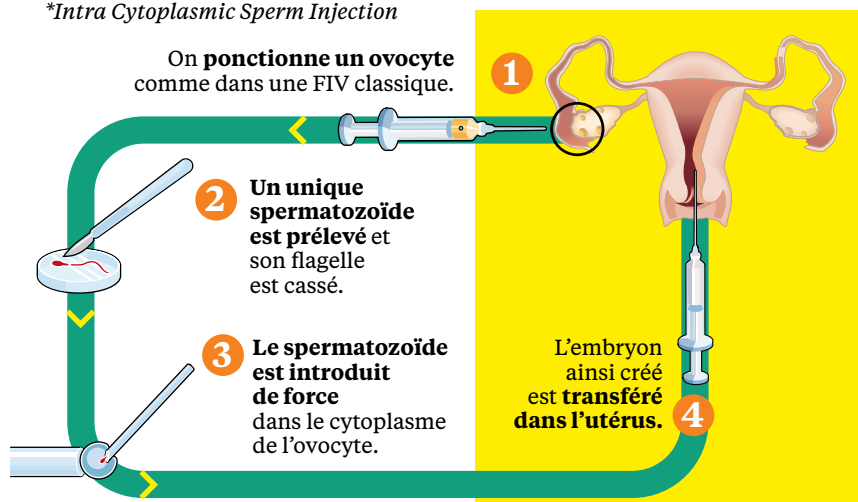 *Intra Cytoplasmic Sperm Injection
On ponctionne un ovocyte
comme dans une FIV classique.
1
2
Un unique
spermatozoïde
est prélevé et
son flagelle
est cassé.
3
Le spermatozoïde
est introduit
de force
dans le cytoplasme
de l’ovocyte.
L’embryon
ainsi créé
est transféré
dans l’utérus.
4